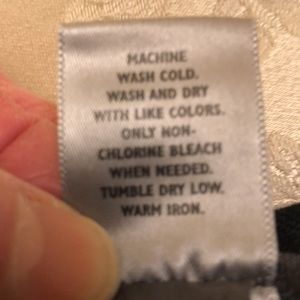 MACHINE
WASH COLD.
WASH AND DRY
WITH LIKE COLORS.
ONLY NON-
CHLORINE BLEACH
WHEN NEEDED.
TUMBLE DRY LOW.
WARM IRON.